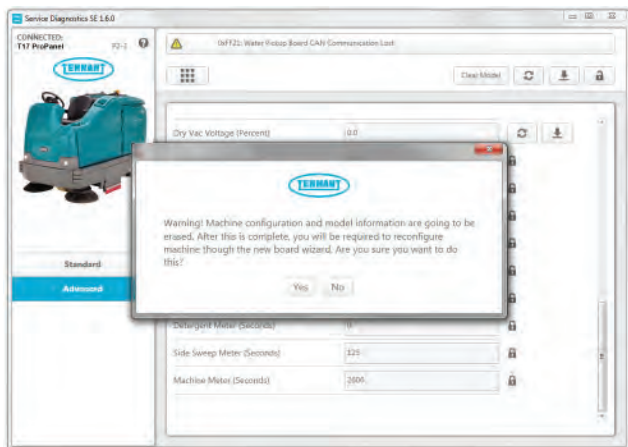 Service Diagnostics SE 1.6.0
CONNECTED:
T17 ProPanel
0xFF21: Water Pickup Board CAN Communication Lost
TENNANT
Clear Model
Dry Vac Voltage (Percent) 0.0
TENNANT
Warning! Machine configuration and model information are going to be
erased. After this is complete, you will be required to reconfigure
machine though the new board wizard. Are you sure you want to do
this?
Yes No
Standard
Advanced
Detergent Meter (Seconds) 0
Side Sweep Meter (Seconds) 125
Machine Meter (Seconds)